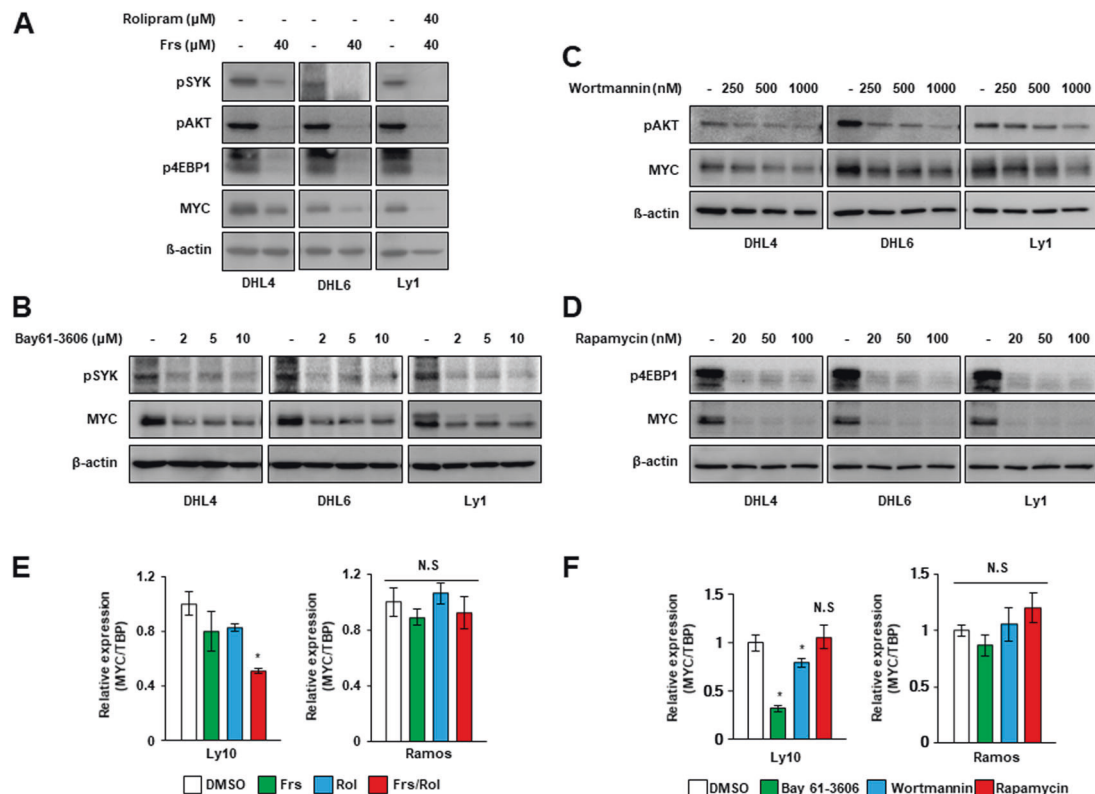 A
Rolipram (µM) - - - - - 40
Frs (µM) - 40 - 40 - 40
pSYK
pAKT
p4EBP1
MYC
ß-actin
DHL4 DHL6 Ly1
B
Bay61-3606 (µM) - 2 5 10 - 2 5 10 - 2 5 10
pSYK
MYC
β-actin
DHL4 DHL6 Ly1
C
Wortmannin (nM) - 250 500 1000 - 250 500 1000 - 250 500 1000
pAKT
MYC
ß-actin
DHL4 DHL6 Ly1
D
Rapamycin (nM) - 20 50 100 - 20 50 100 - 20 50 100
p4EBP1
MYC
β-actin
DHL4 DHL6 Ly1
E
Relative expression
(MYC/TBP)
1.2
0.8
0.4
0
*
Ly10
Relative expression
(MYC/TBP)
1.2
0.8
0.4
0
N.S
Ramos
DMSO Frs Rol Frs/Rol
F
Relative expression
(MYC/TBP)
1.5
1
0.5
0
* * N.S
Ly10
Relative expression
(MYC/TBP)
1.5
1
0.5
0
N.S
Ramos
DMSO Bay 61-3606 Wortmannin Rapamycin